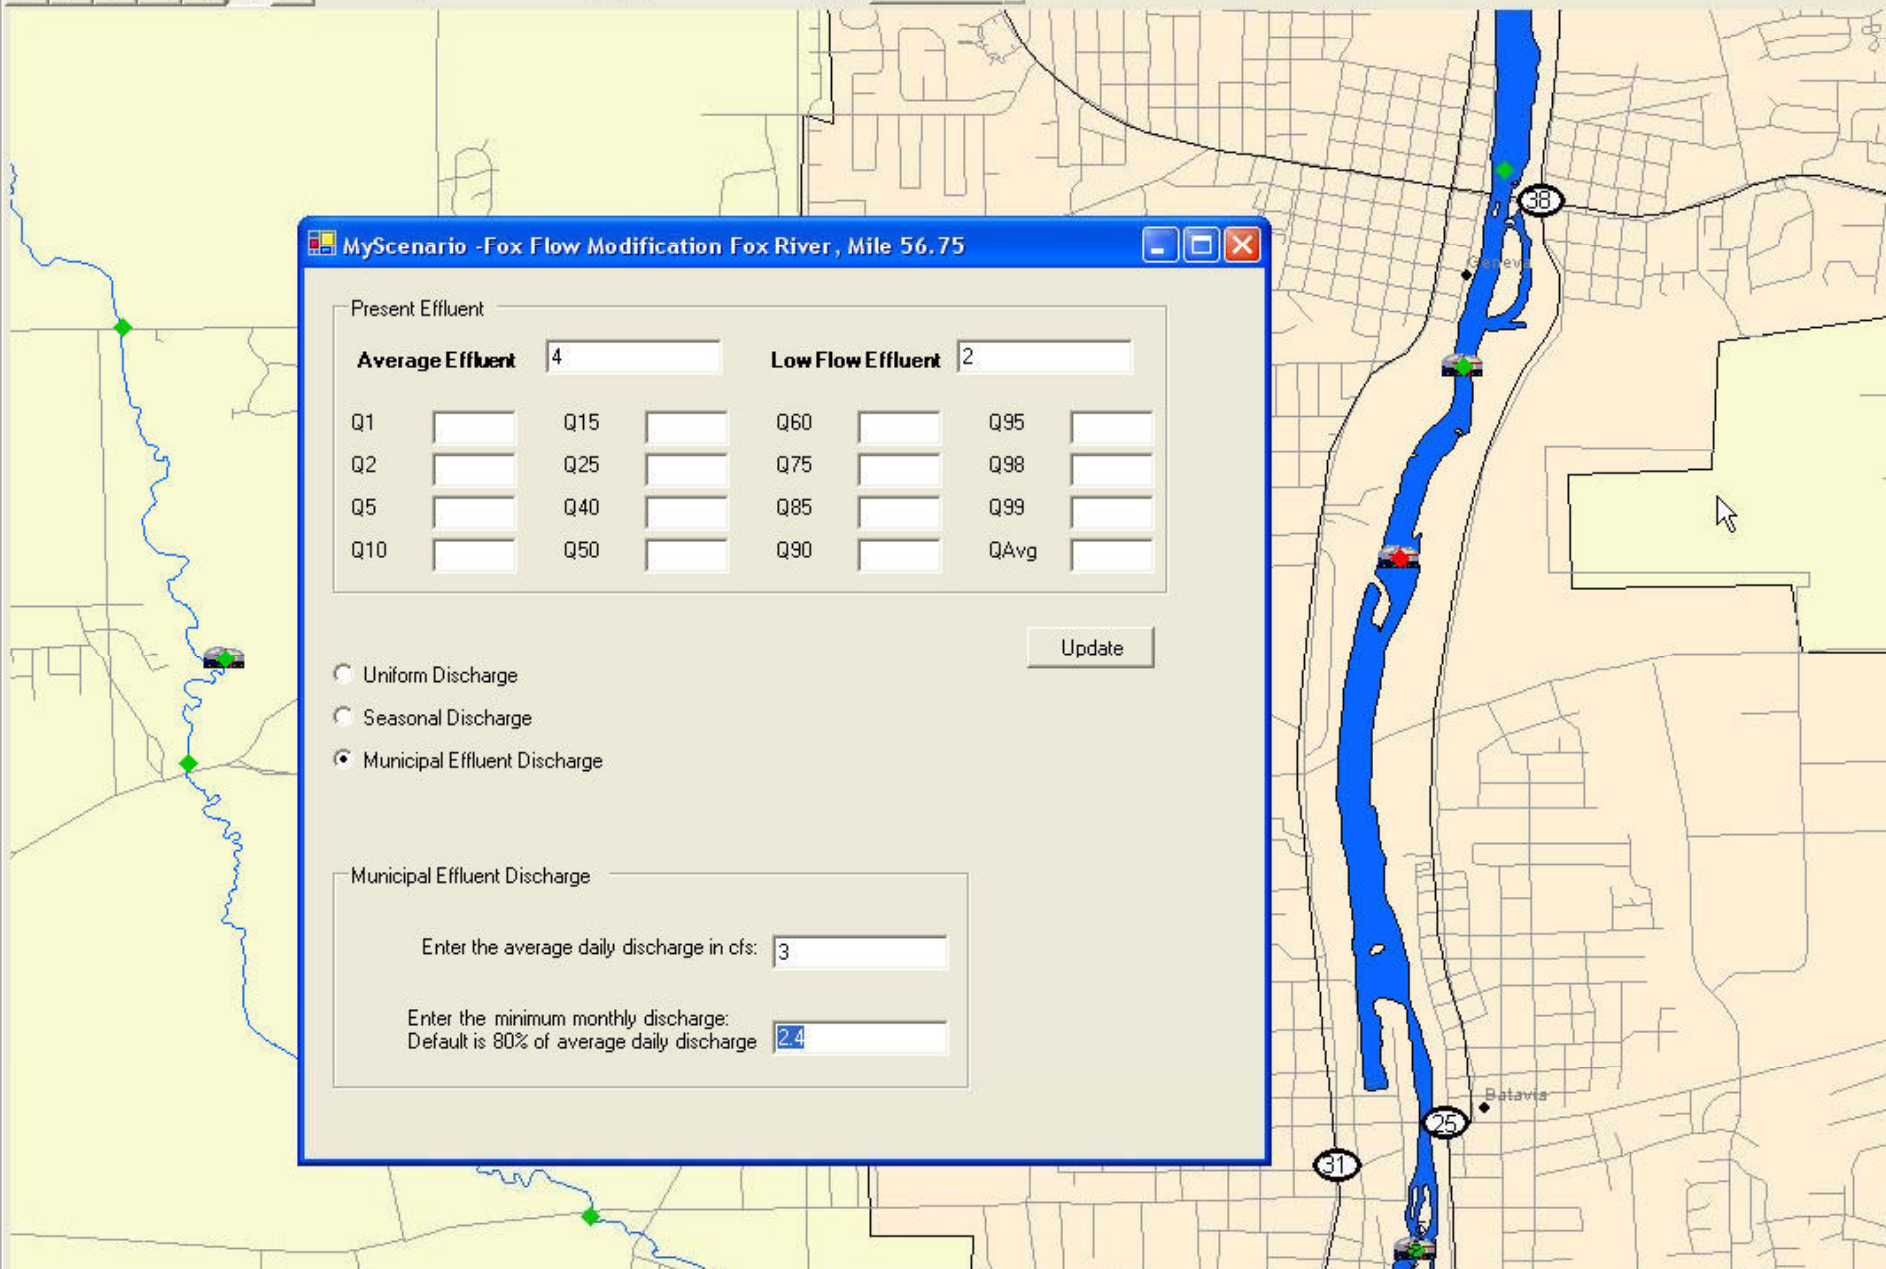 38
MyScenario -Fox Flow Modification Fox River, Mile 56.75
Geneva
Present Effluent
Average Effluent 4 Low Flow Effluent 2
Q1 Q15 Q60 Q95
Q2 Q25 Q75 Q98
Q5 Q40 Q85 Q99
Q10 Q50 Q90 QAvg
Update
Uniform Discharge
Seasonal Discharge
Municipal Effluent Discharge
Municipal Effluent Discharge
Enter the average daily discharge in cfs: 3
Enter the minimum monthly discharge:
Default is 80% of average daily discharge 2.4
Batavia
25
31